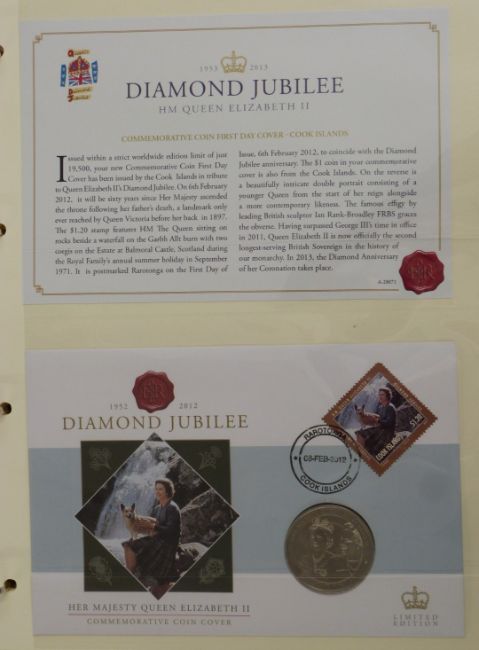 1953 2013
DIAMOND JUBILEE
HM QUEEN ELIZABETH II
COMMEMORATIVE COIN FIRST DAY COVER - COOK ISLANDS
Issued within a strict worldwide edition limit of just
19,500, your new Commemorative Coin First Day
Cover has been issued by the Cook Islands in tribute
to Queen Elizabeth II's Diamond Jubilee. On 6th February
2012, it will be sixty years since Her Majesty ascended
the throne following her father's death, a landmark only
ever reached by Queen Victoria before her back in 1897.
The $1.20 stamp features HM The Queen sitting on
rocks beside a waterfall on the Garbh Allt burn with two
corgis on the Estate at Balmoral Castle, Scotland during
the Royal Family's annual summer holiday in September
1971. It is postmarked Rarotonga on the First Day of
Issue, 6th February 2012, to coincide with the Diamond
Jubilee anniversary. The $1 coin in your commemorative
cover is also from the Cook Islands. On the reverse is
a beautifully intricate double portrait consisting of a
younger Queen from the start of her reign alongside
a more contemporary likeness. The famous effigy by
leading British sculptor Ian Rank-Broadley FRBS graces
the obverse. Having surpassed George III's time in office
in 2011, Queen Elizabeth II is now officially the second
longest-serving British Sovereign in the history of
our monarchy. In 2013, the Diamond Anniversary
of her Coronation takes place.
A-28071
1952 2012
DIAMOND JUBILEE
RAROTONGA
06-FEB-2012
COOK ISLANDS
COOK ISLANDS
$1.20
HER MAJESTY QUEEN ELIZABETH II
COMMEMORATIVE COIN COVER
LIMITED
EDITION